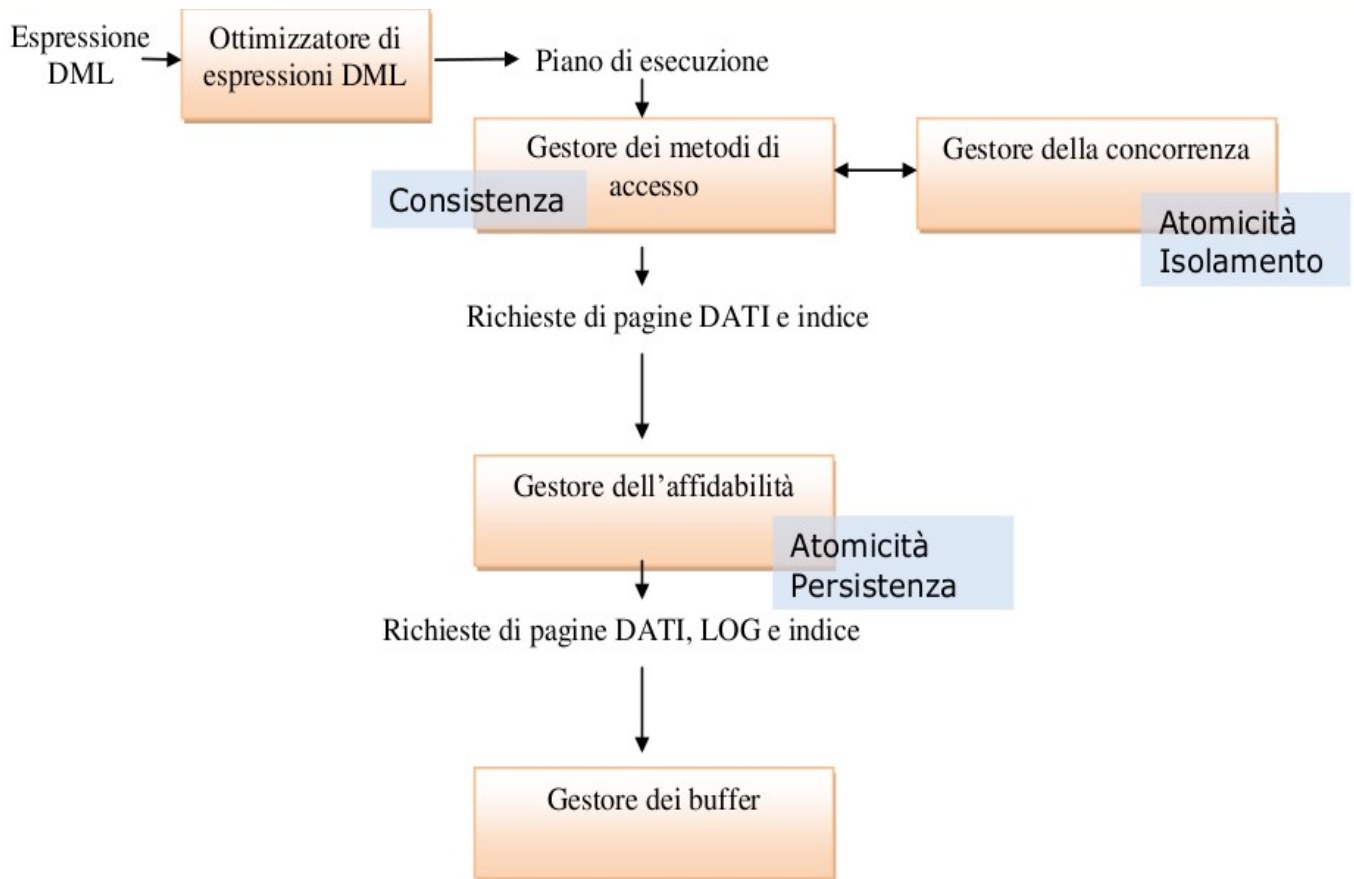 Espressione
DML
Ottimizzatore di
espressioni DML
Piano di esecuzione
Gestore dei metodi di
accesso
Consistenza
Gestore della concorrenza
Atomicità
Isolamento
Richieste di pagine DATI e indice
Gestore dell’affidabilità
Atomicità
Persistenza
Richieste di pagine DATI, LOG e indice
Gestore dei buffer